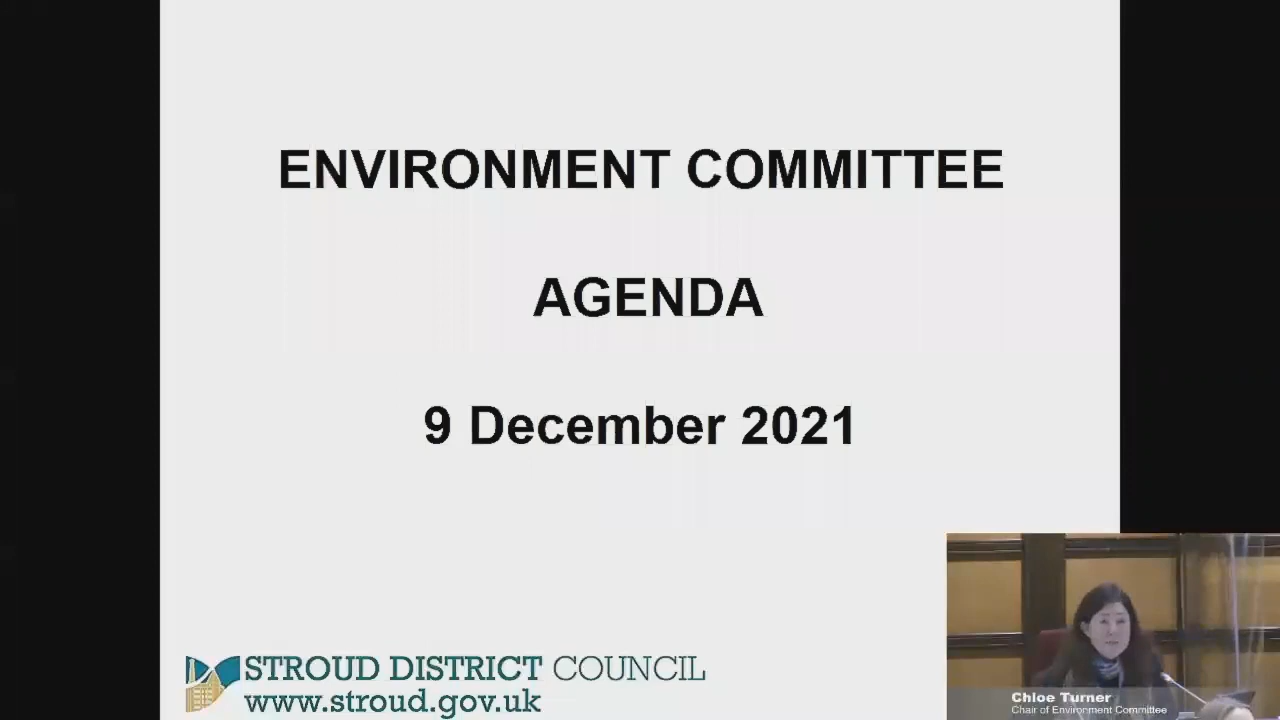 ENVIRONMENT COMMITTEE
AGENDA
9 December 2021
STROUD DISTRICT COUNCIL
www.stroud.gov.uk
Chloe Turner
Chair of Environment Committee